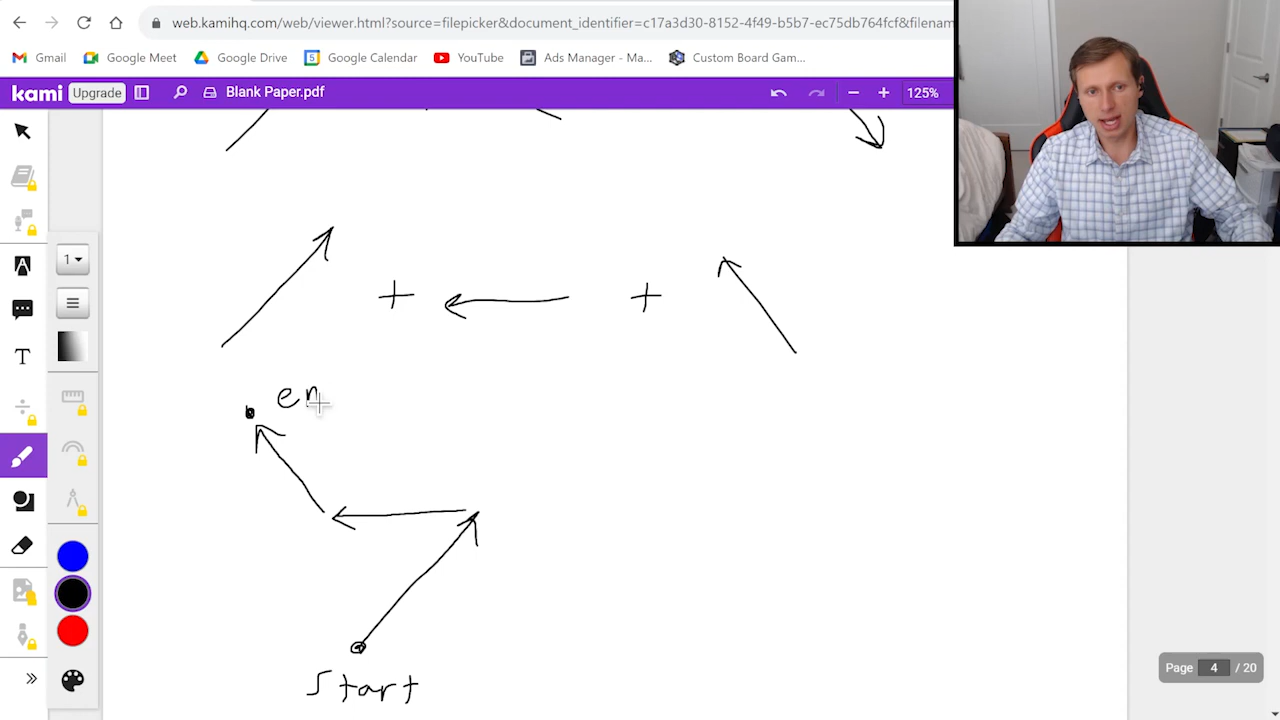 web.kamihq.com/web/viewer.html?source=filepicker&document_identifier=c17a3d30-8152-4f49-b5b7-ec75db764fcf&filenam
Gmail Google Meet Google Drive 5 Google Calendar YouTube Ads Manager - Ma... Custom Board Gam...
kami Upgrade Blank Paper.pdf 125%
+ +
1
en
T
start
Page 4 / 20